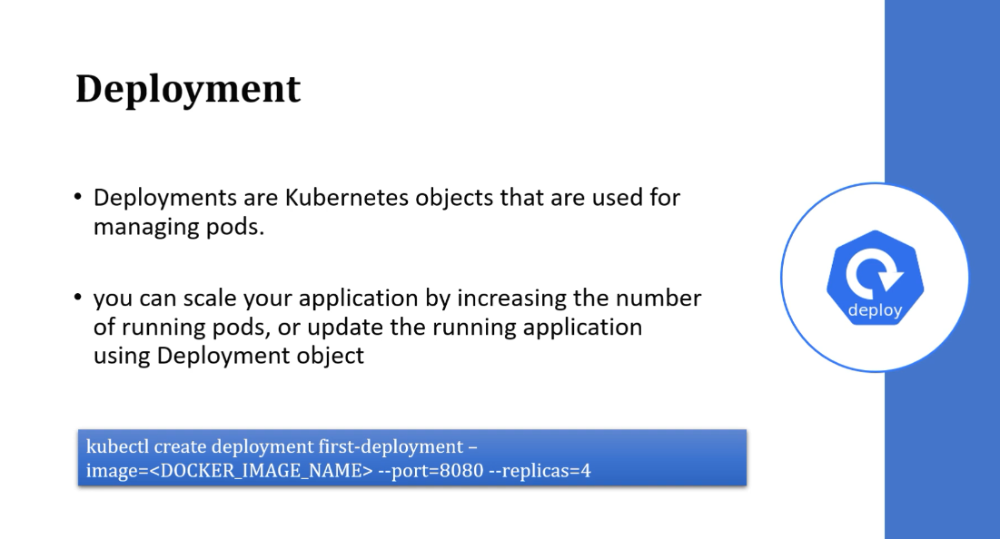 Deployment
• Deployments are Kubernetes objects that are used for
managing pods.
• you can scale your application by increasing the number
of running pods, or update the running application
using Deployment object
deploy
kubectl create deployment first-deployment –
image=<DOCKER_IMAGE_NAME> --port=8080 --replicas=4